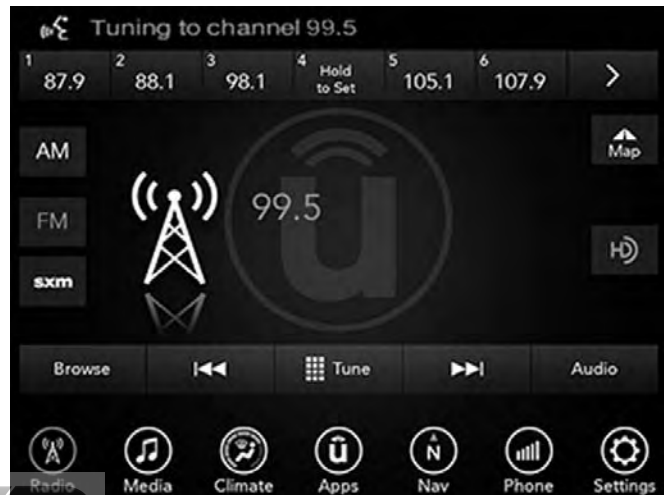 Tuning to channel 99.5
1 87.9 2 88.1 3 98.1 4 Hold to Set 5 105.1 6 107.9
AM
Map
99.5
FM
HD
sxm
Browse Tune Audio
Radio Media Climate Apps Nav Phone Settings